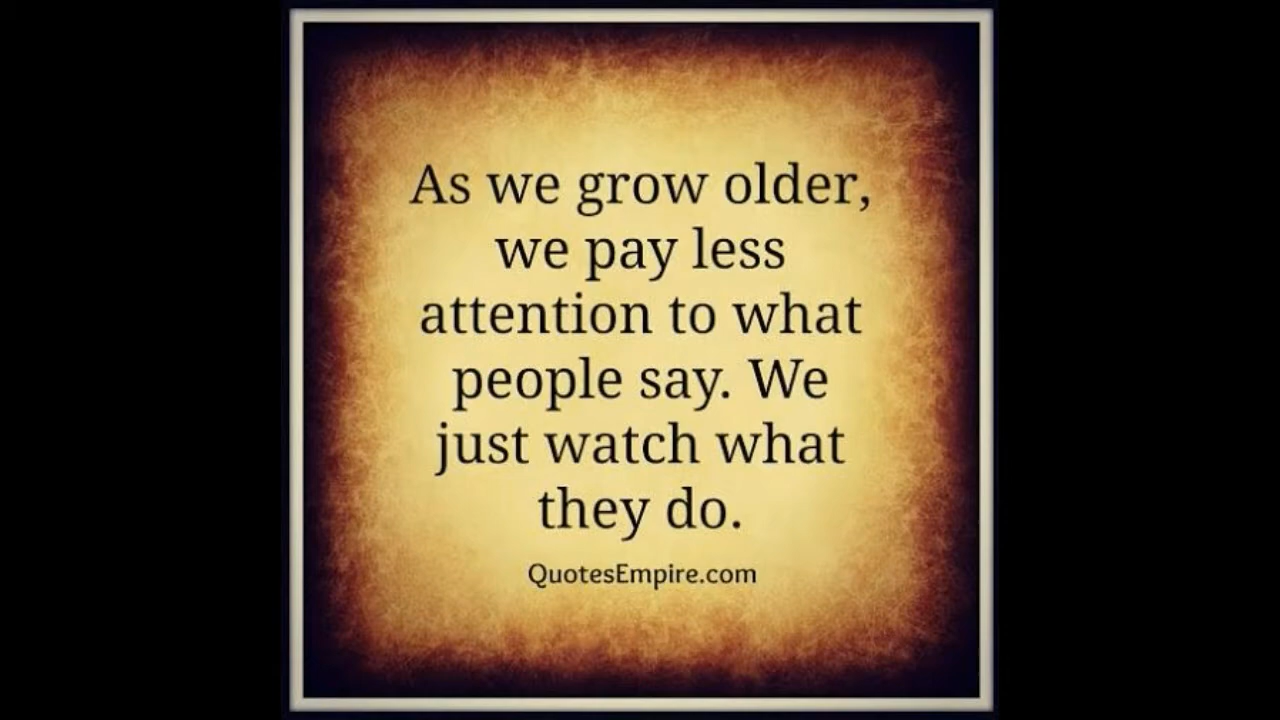 As we grow older,
we pay less
attention to what
people say. We
just watch what
they do.
QuotesEmpire.com